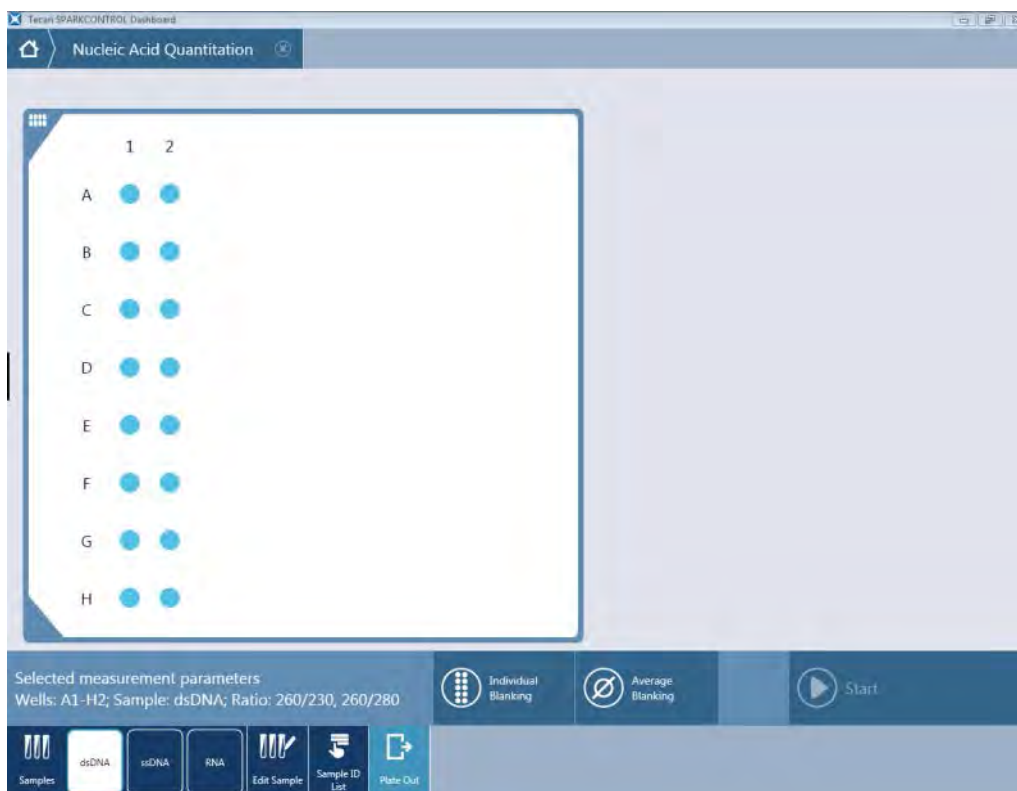 Tecan SPARKCONTROL Dashboard
Nucleic Acid Quantitation
1 2
A
B
C
D
E
F
G
H
Selected measurement parameters
Wells: A1-H2; Sample: dsDNA; Ratio: 260/230, 260/280
Individual
Blanking
Average
Blanking
Start
Samples
dsDNA
ssDNA
RNA
Edit Sample
Sample ID
List
Plate Out